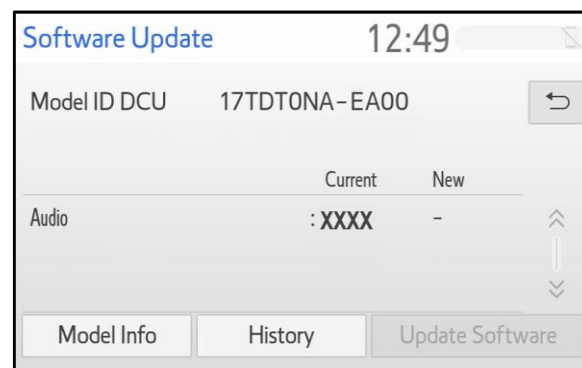 Software Update 12:49
Model ID DCU 17TDT0NA-EA00
Current New
Audio : XXXX -
Model Info History Update Software